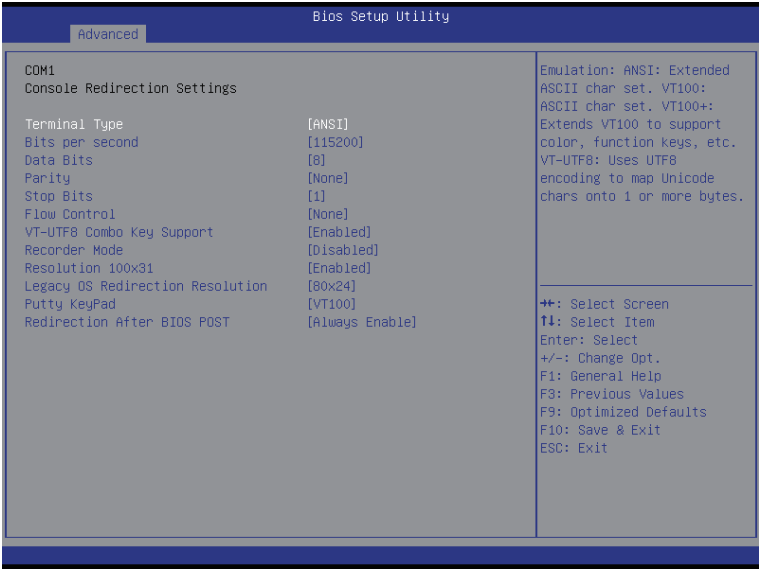 Bios Setup Utility
Advanced
COM1
Console Redirection Settings
Terminal Type [ANSI]
Bits per second [115200]
Data Bits [8]
Parity [None]
Stop Bits [1]
Flow Control [None]
VT-UTF8 Combo Key Support [Enabled]
Recorder Mode [Disabled]
Resolution 100x31 [Enabled]
Legacy OS Redirection Resolution [80x24]
Putty KeyPad [VT100]
Redirection After BIOS POST [Always Enable]
Emulation: ANSI: Extended
ASCII char set. VT100:
ASCII char set. VT100+:
Extends VT100 to support
color, function keys, etc.
VT-UTF8: Uses UTF8
encoding to map Unicode
chars onto 1 or more bytes.
→←: Select Screen
↑↓: Select Item
Enter: Select
+/-: Change Opt.
F1: General Help
F3: Previous Values
F9: Optimized Defaults
F10: Save & Exit
ESC: Exit